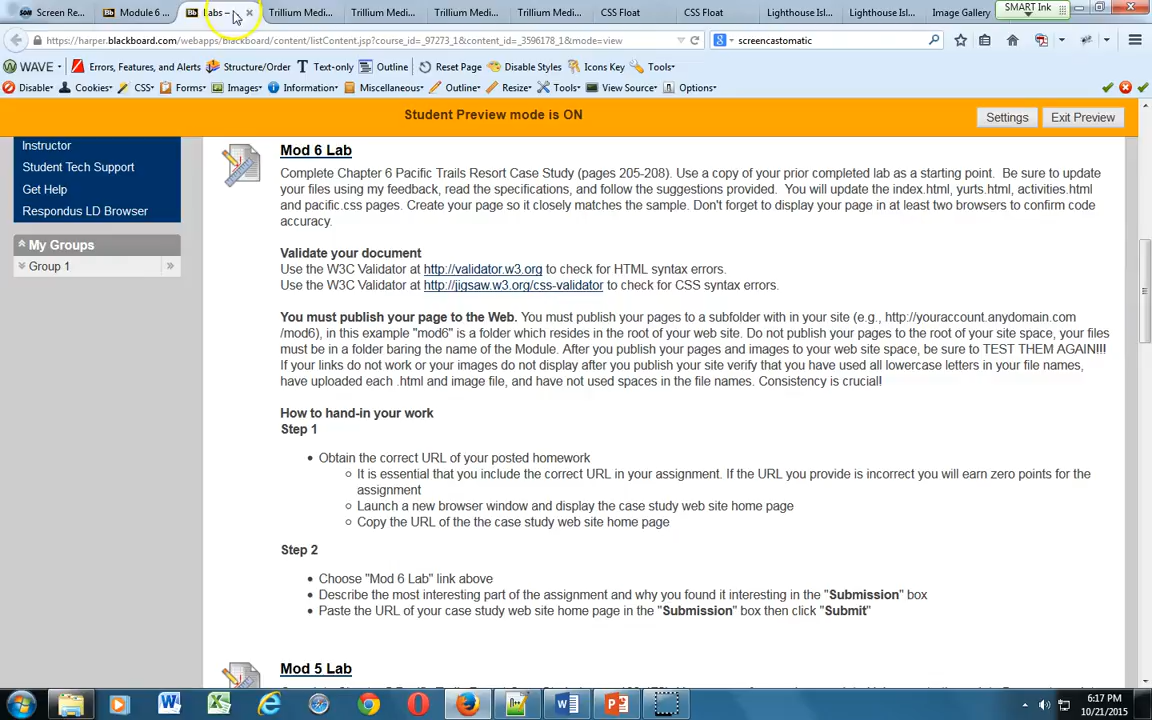 Screen Re...
Bb Module 6 ...
Bb Labs –
Trillium Medi...
Trillium Medi...
Trillium Medi...
Trillium Medi...
CSS Float
CSS Float
Lighthouse Isl...
Lighthouse Isl...
Image Gallery
SMART Ink
https://harper.blackboard.com/webapps/blackboard/content/listContent.jsp?course_id=_97273_1&content_id=_3596178_1&mode=view
screencastomatic
WAVE Errors, Features, and Alerts Structure/Order Text-only Outline Reset Page Disable Styles Icons Key Tools
Disable Cookies CSS Forms Images Information Miscellaneous Outline Resize Tools View Source Options
Student Preview mode is ON
Settings
Exit Preview
Instructor
Student Tech Support
Get Help
Respondus LD Browser
My Groups
Group 1
Mod 6 Lab
Complete Chapter 6 Pacific Trails Resort Case Study (pages 205-208). Use a copy of your prior completed lab as a starting point. Be sure to update
your files using my feedback, read the specifications, and follow the suggestions provided. You will update the index.html, yurts.html, activities.html
and pacific.css pages. Create your page so it closely matches the sample. Don't forget to display your page in at least two browsers to confirm code
accuracy.
Validate your document
Use the W3C Validator at http://validator.w3.org to check for HTML syntax errors.
Use the W3C Validator at http://jigsaw.w3.org/css-validator to check for CSS syntax errors.
You must publish your page to the Web. You must publish your pages to a subfolder with in your site (e.g., http://youraccount.anydomain.com
/mod6), in this example "mod6" is a folder which resides in the root of your web site. Do not publish your pages to the root of your site space, your files
must be in a folder baring the name of the Module. After you publish your pages and images to your web site space, be sure to TEST THEM AGAIN!!!
If your links do not work or your images do not display after you publish your site verify that you have used all lowercase letters in your file names,
have uploaded each .html and image file, and have not used spaces in the file names. Consistency is crucial!
How to hand-in your work
Step 1
• Obtain the correct URL of your posted homework
○ It is essential that you include the correct URL in your assignment. If the URL you provide is incorrect you will earn zero points for the
assignment
○ Launch a new browser window and display the case study web site home page
○ Copy the URL of the the case study web site home page
Step 2
• Choose "Mod 6 Lab" link above
• Describe the most interesting part of the assignment and why you found it interesting in the "Submission" box
• Paste the URL of your case study web site home page in the "Submission" box then click "Submit"
Mod 5 Lab
6:17 PM
10/21/2015